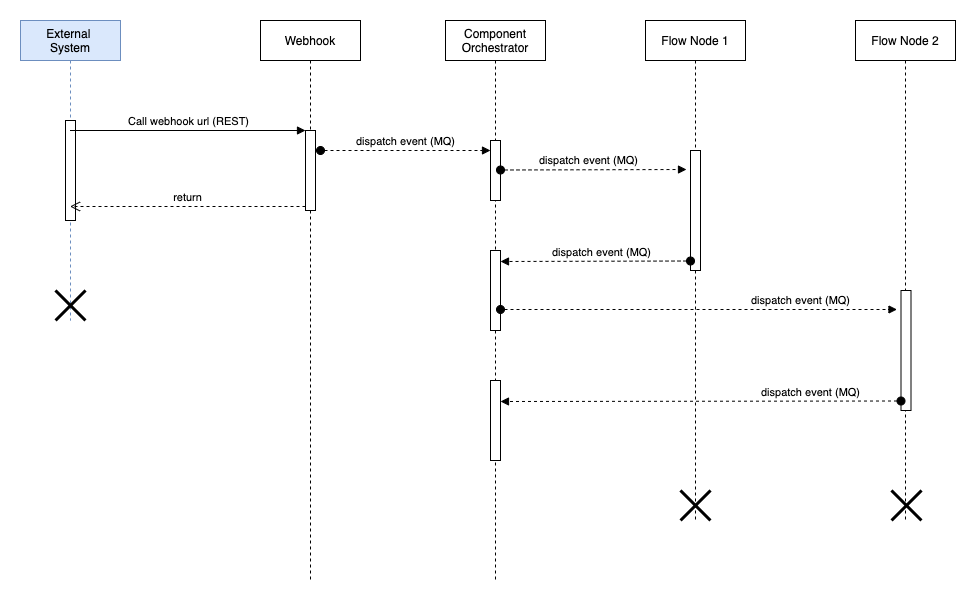 External
System
Webhook
Component
Orchestrator
Flow Node 1
Flow Node 2
Call webhook url (REST)
dispatch event (MQ)
dispatch event (MQ)
return
dispatch event (MQ)
dispatch event (MQ)
dispatch event (MQ)